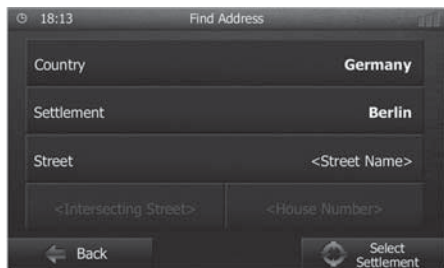 18:13 Find Address
Country Germany
Settlement Berlin
Street <Street Name>
<Intersecting Street> <House Number>
Back Select
Settlement